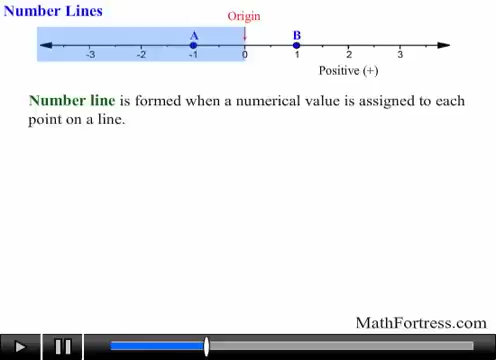 Number Lines
Origin
A B
-3 -2 -1 0 1 2 3
Positive (+)
Number line is formed when a numerical value is assigned to each
point on a line.
MathFortress.com